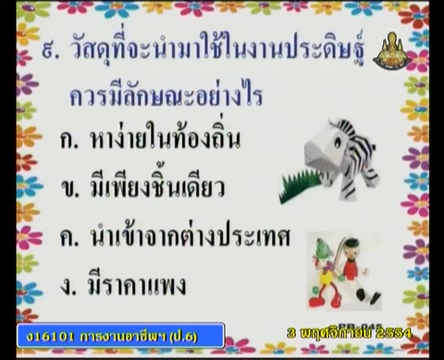 ๙. วัสดุที่จะนำมาใช้ในงานประดิษฐ์
ควรมีลักษณะอย่างไร
ก. หาง่ายในท้องถิ่น
ข. มีเพียงชิ้นเดียว
ค. นำเข้าจากต่างประเทศ
ง. มีราคาแพง
ง16101 การงานอาชีพฯ (ป.6)
3 พฤศจิกายน 2554